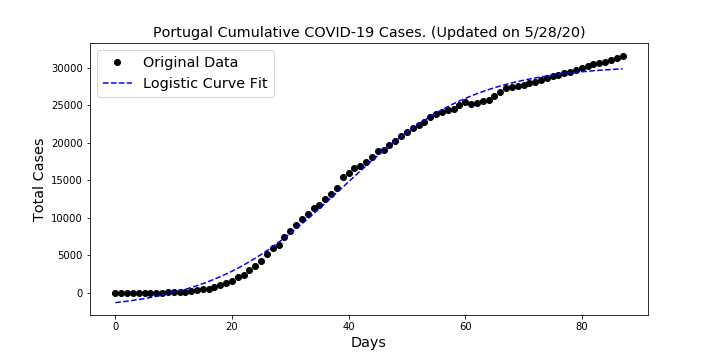 Portugal Cumulative COVID-19 Cases. (Updated on 5/28/20)
Original Data
Logistic Curve Fit
Total Cases
30000
25000
20000
15000
10000
5000
0
0 20 40 60 80
Days